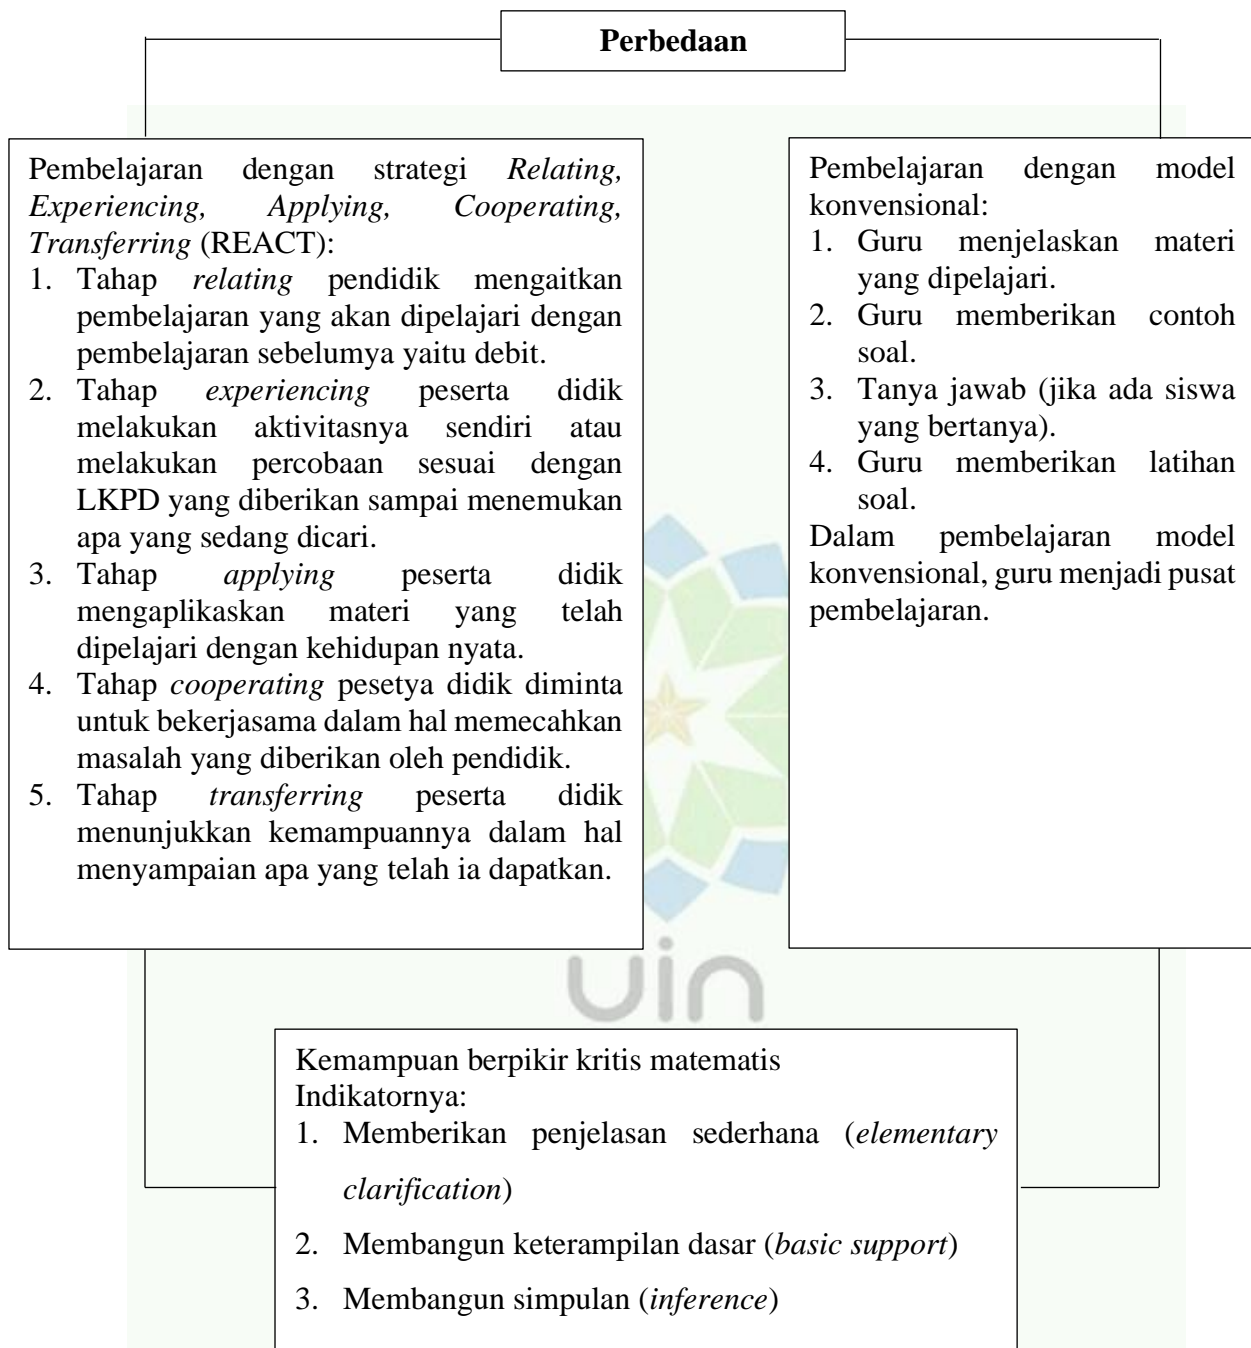 Perbedaan
Pembelajaran dengan strategi Relating,
Experiencing, Applying, Cooperating,
Transferring (REACT):
1. Tahap relating pendidik mengaitkan
pembelajaran yang akan dipelajari dengan
pembelajaran sebelumya yaitu debit.
2. Tahap experiencing peserta didik
melakukan aktivitasnya sendiri atau
melakukan percobaan sesuai dengan
LKPD yang diberikan sampai menemukan
apa yang sedang dicari.
3. Tahap applying peserta didik
mengaplikaskan materi yang telah
dipelajari dengan kehidupan nyata.
4. Tahap cooperating pesetya didik diminta
untuk bekerjasama dalam hal memecahkan
masalah yang diberikan oleh pendidik.
5. Tahap transferring peserta didik
menunjukkan kemampuannya dalam hal
menyampaian apa yang telah ia dapatkan.
Pembelajaran dengan model
konvensional:
1. Guru menjelaskan materi
yang dipelajari.
2. Guru memberikan contoh
soal.
3. Tanya jawab (jika ada siswa
yang bertanya).
4. Guru memberikan latihan
soal.
Dalam pembelajaran model
konvensional, guru menjadi pusat
pembelajaran.
uin
Kemampuan berpikir kritis matematis
Indikatornya:
1. Memberikan penjelasan sederhana (elementary
clarification)
2. Membangun keterampilan dasar (basic support)
3. Membangun simpulan (inference)